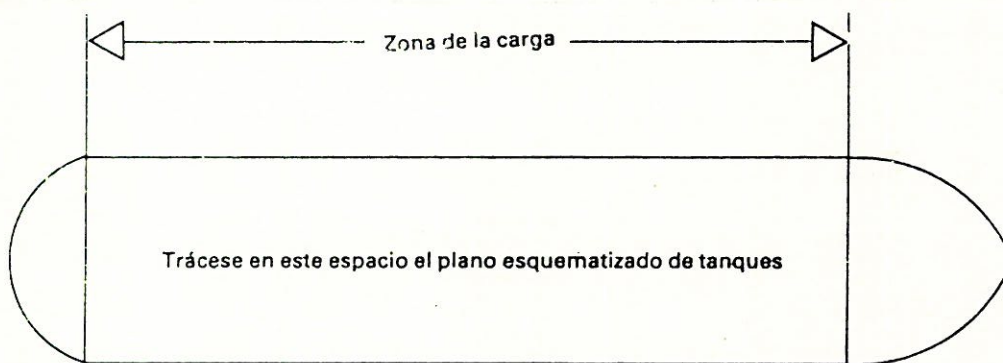 Zona de la carga
Trácese en este espacio el plano esquematizado de tanques